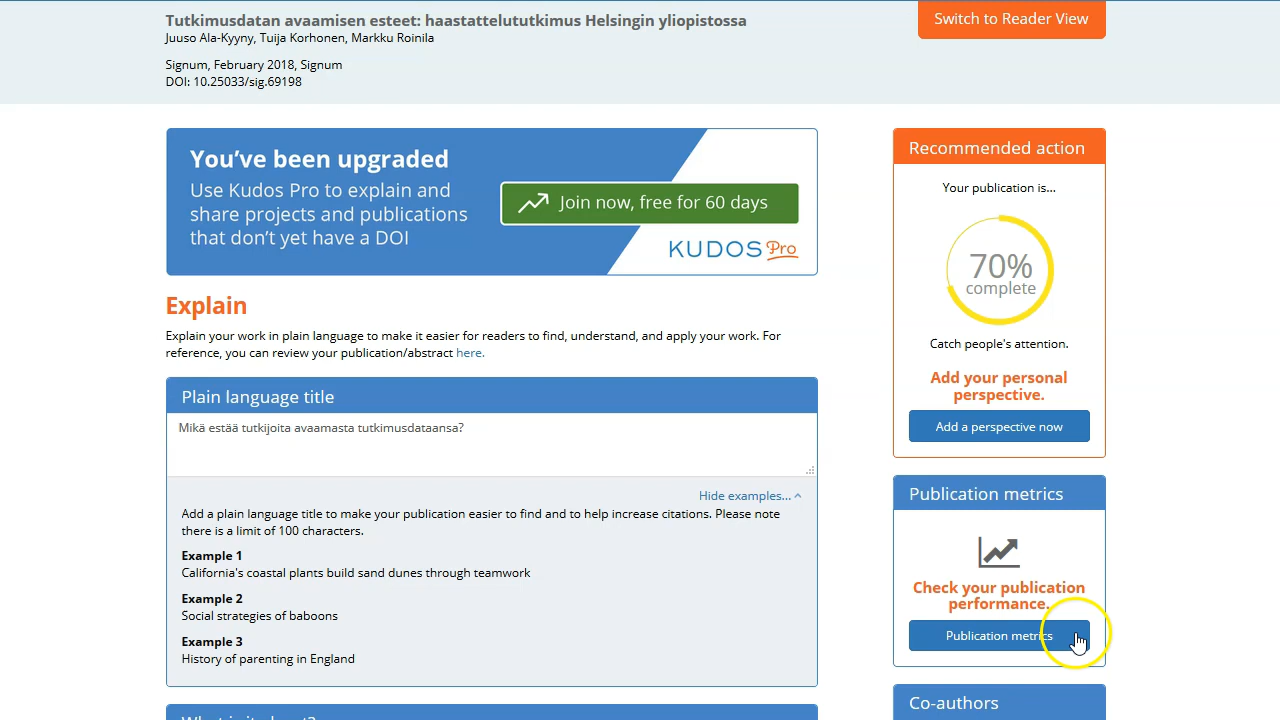 Tutkimusdatan avaamisen esteet: haastattelututkimus Helsingin yliopistossa
Juuso Ala-Kyyny, Tuija Korhonen, Markku Roinila
Signum, February 2018, Signum
DOI: 10.25033/sig.69198
Switch to Reader View
You've been upgraded
Use Kudos Pro to explain and
share projects and publications
that don't yet have a DOI
Join now, free for 60 days
KUDOS Pro
Explain
Explain your work in plain language to make it easier for readers to find, understand, and apply your work. For
reference, you can review your publication/abstract here.
Plain language title
Mikä estää tutkijoita avaamasta tutkimusdataansa?
Hide examples...
Add a plain language title to make your publication easier to find and to help increase citations. Please note
there is a limit of 100 characters.
Example 1
California's coastal plants build sand dunes through teamwork
Example 2
Social strategies of baboons
Example 3
History of parenting in England
What is it about?
Recommended action
Your publication is...
70%
complete
Catch people's attention.
Add your personal
perspective.
Add a perspective now
Publication metrics
Check your publication
performance.
Publication metrics
Co-authors